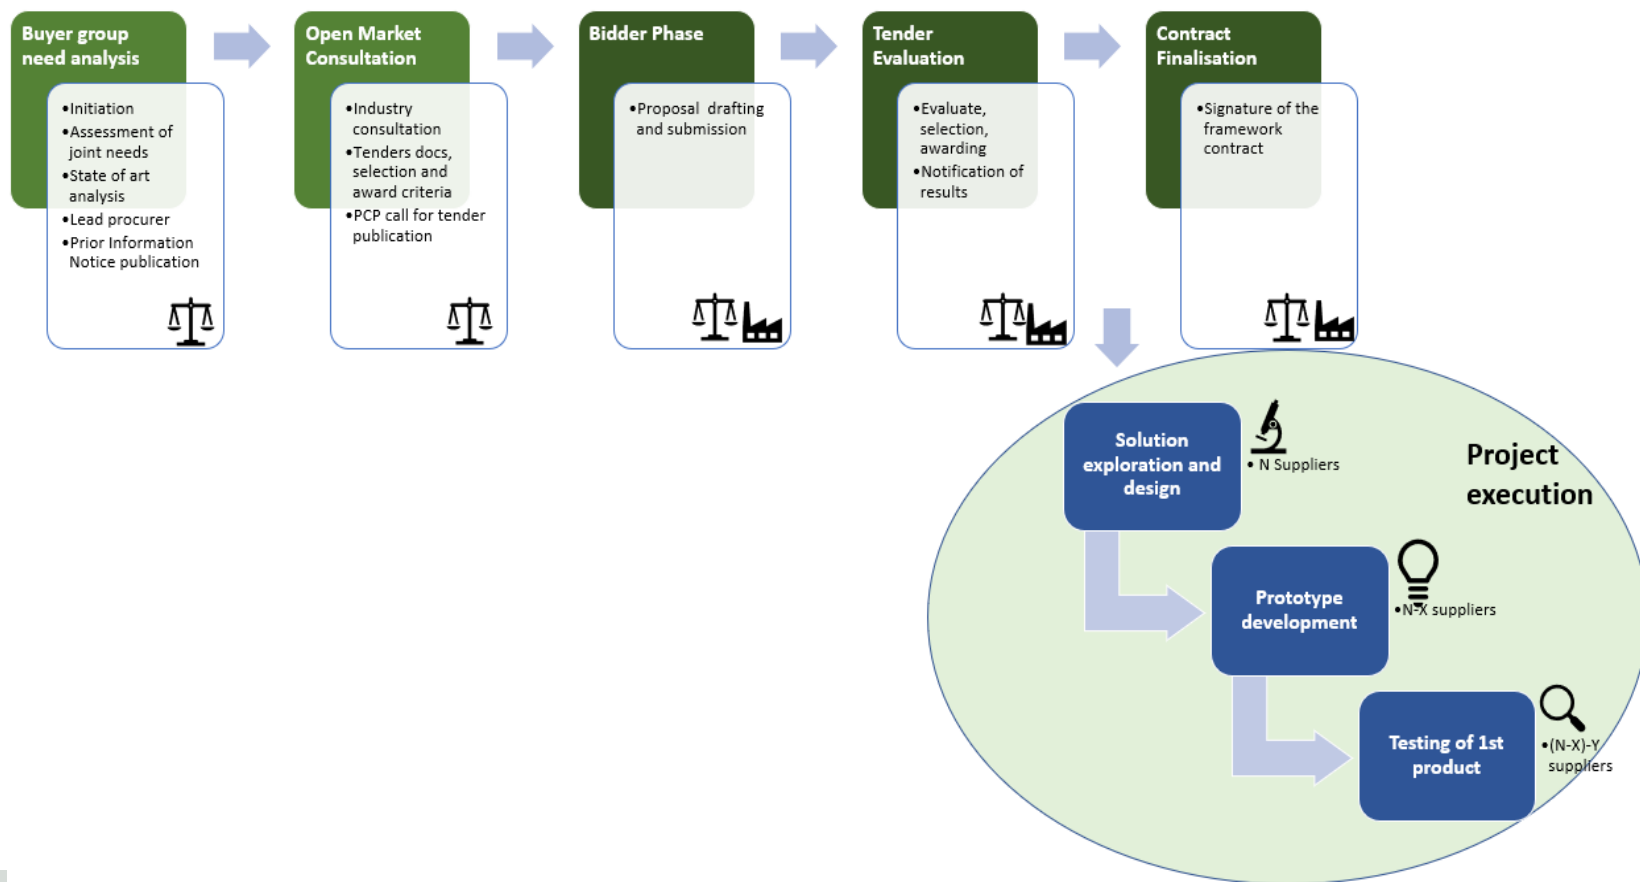 Buyer group
need analysis
•Initiation
•Assessment of
joint needs
•State of art
analysis
•Lead procurer
•Prior Information
Notice publication
Open Market
Consultation
•Industry
consultation
•Tenders docs,
selection and
award criteria
•PCP call for tender
publication
Bidder Phase
•Proposal drafting
and submission
Tender
Evaluation
•Evaluate,
selection,
awarding
•Notification of
results
Contract
Finalisation
•Signature of the
framework
contract
Project
execution
Solution
exploration and
design
• N Suppliers
Prototype
development
•N-X suppliers
Testing of 1st
product
•(N-X)-Y
suppliers